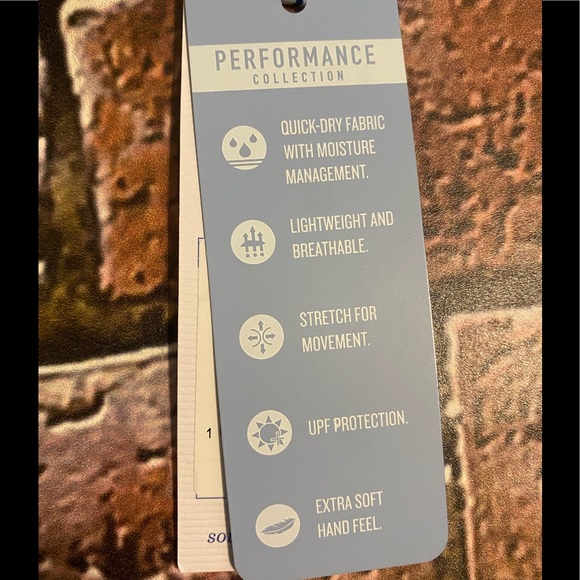 PERFORMANCE
COLLECTION
QUICK-DRY FABRIC
WITH MOISTURE
MANAGEMENT.
LIGHTWEIGHT AND
BREATHABLE.
STRETCH FOR
MOVEMENT.
UPF PROTECTION.
EXTRA SOFT
HAND FEEL.
1